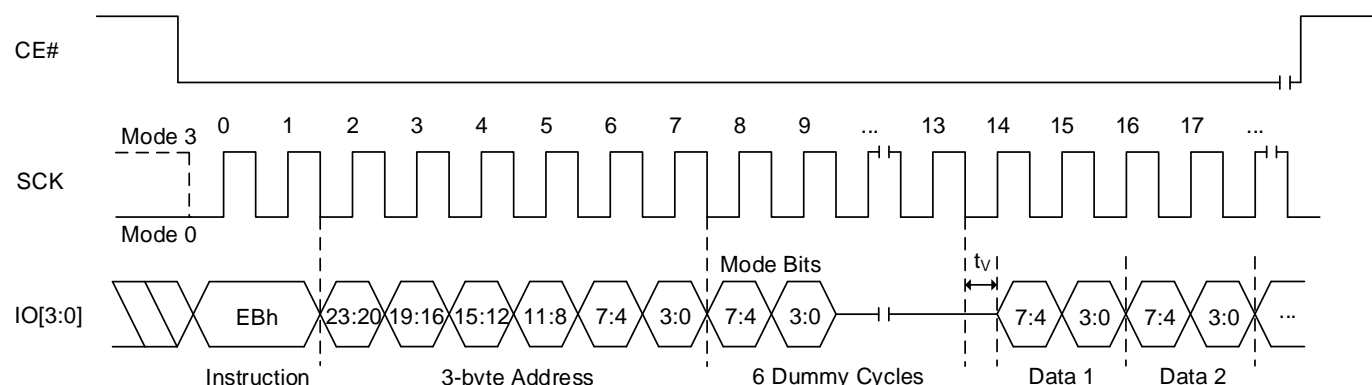 CE#
0 1 2 3 4 5 6 7 8 9 ... 13 14 15 16 17 ...
Mode 3
SCK
Mode 0
Mode Bits
tV
IO[3:0]
EBh 23:20 19:16 15:12 11:8 7:4 3:0 7:4 3:0 7:4 3:0 7:4 3:0 ...
Instruction 3-byte Address 6 Dummy Cycles Data 1 Data 2